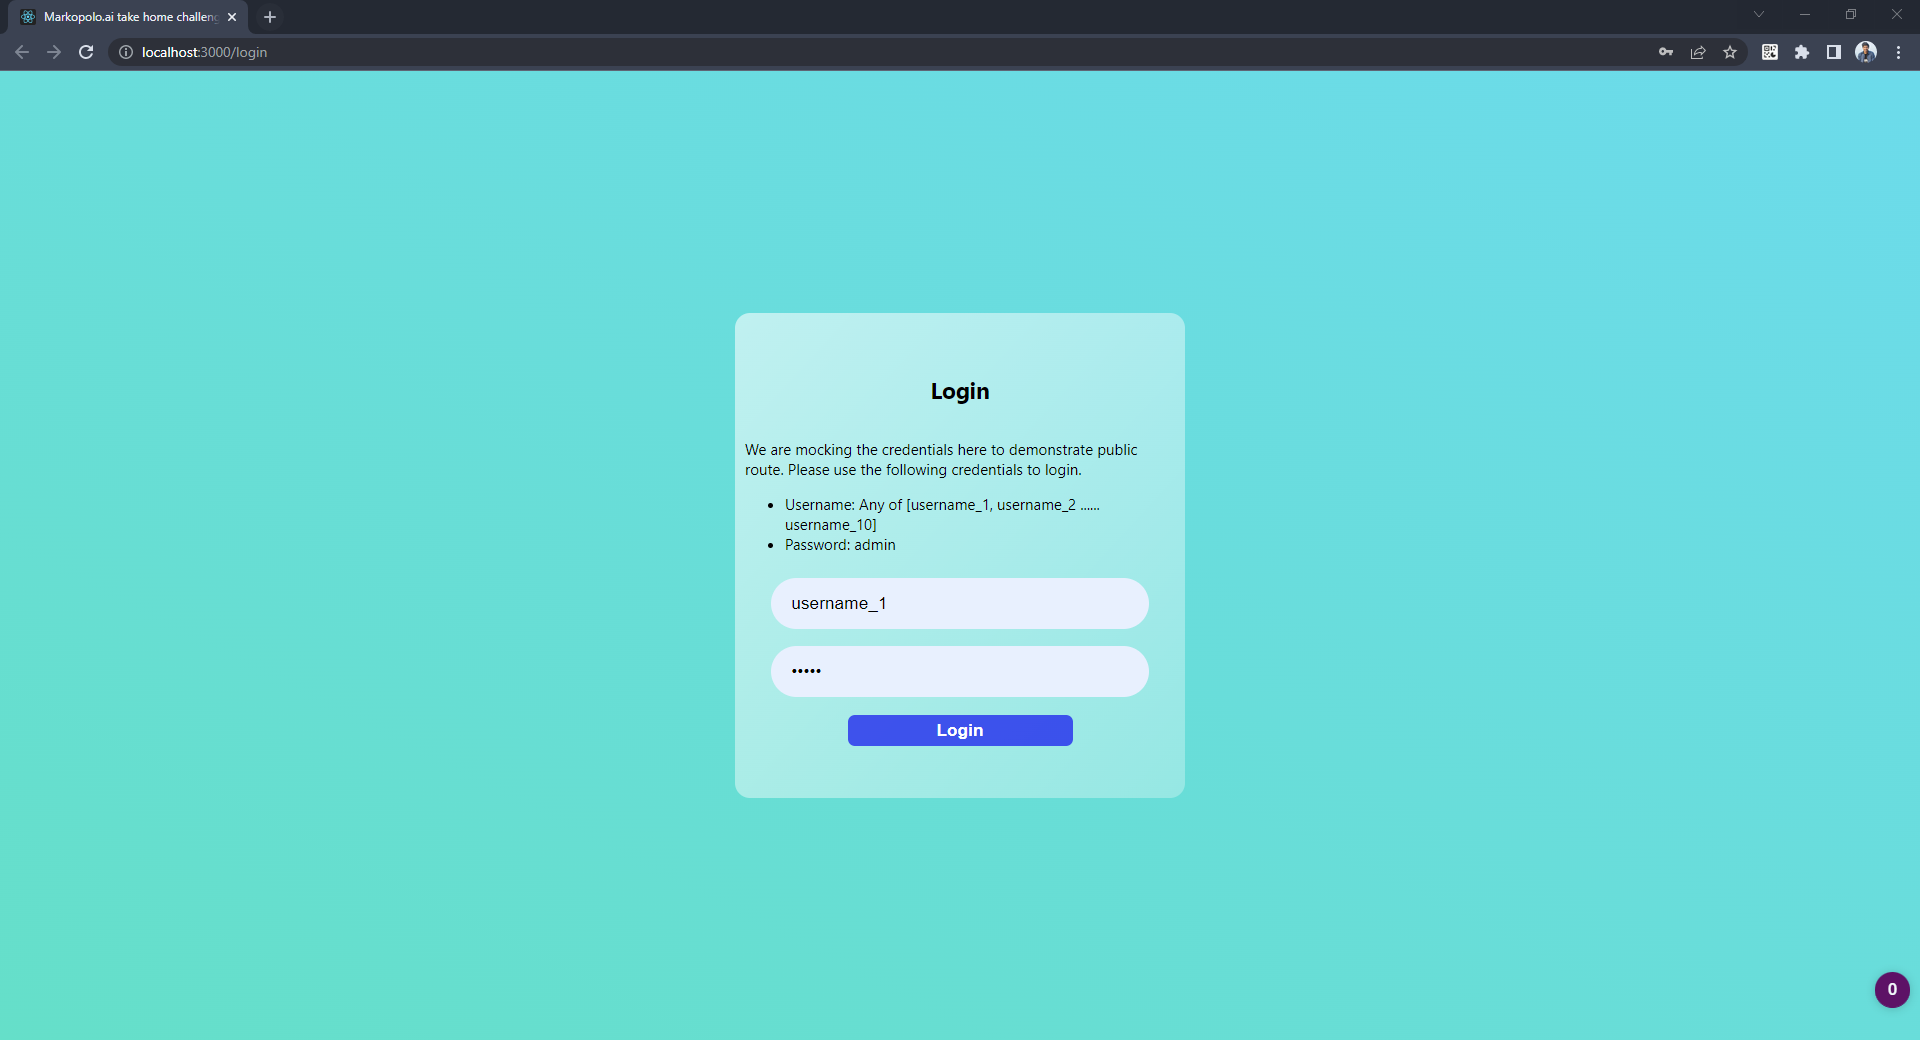 Markopolo.ai take home challeng
localhost:3000/login
Login
We are mocking the credentials here to demonstrate public
route. Please use the following credentials to login.
• Username: Any of [username_1, username_2 ......
username_10]
• Password: admin
username_1
•••••
Login
0